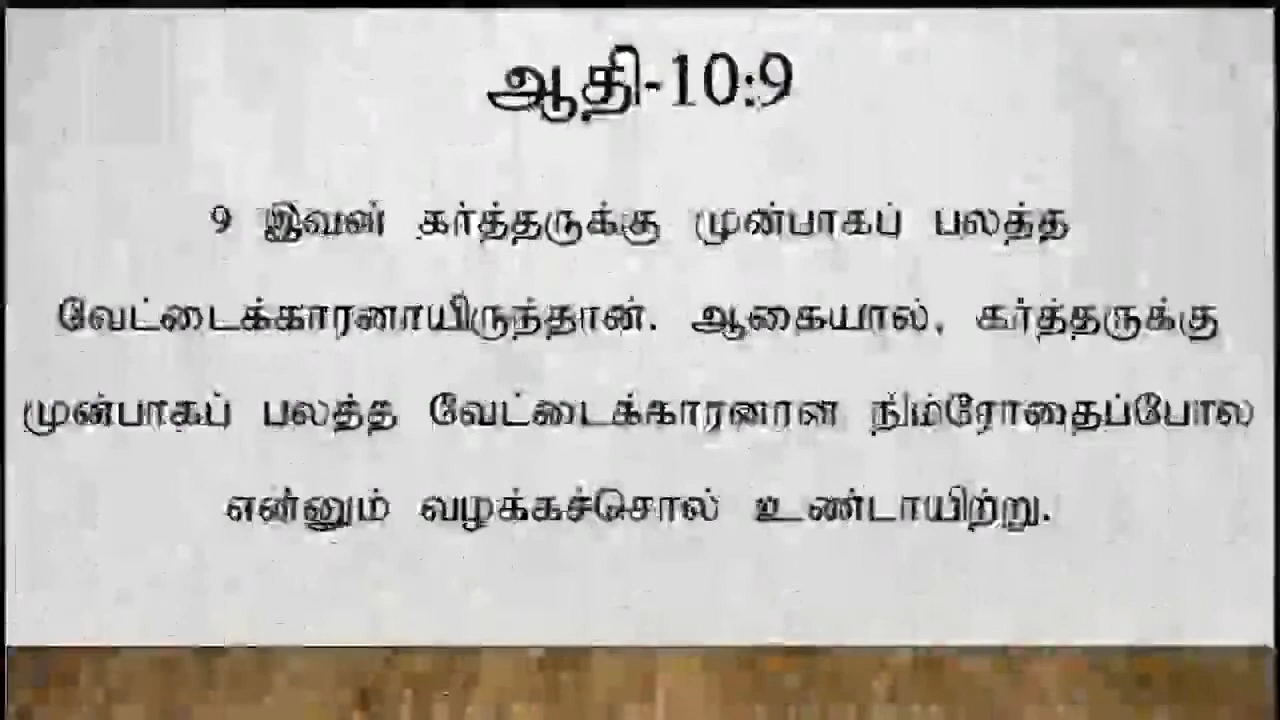 ஆதி-10:9
9 இவன் கர்த்தருக்கு முன்பாகப் பலத்த
வேட்டைக்காரனாயிருந்தான். ஆகையால், கர்த்தருக்கு
முன்பாகப் பலத்த வேட்டைக்காரனான நிம்ரோதைப்போல
என்னும் வழக்கச்சொல் உண்டாயிற்று.